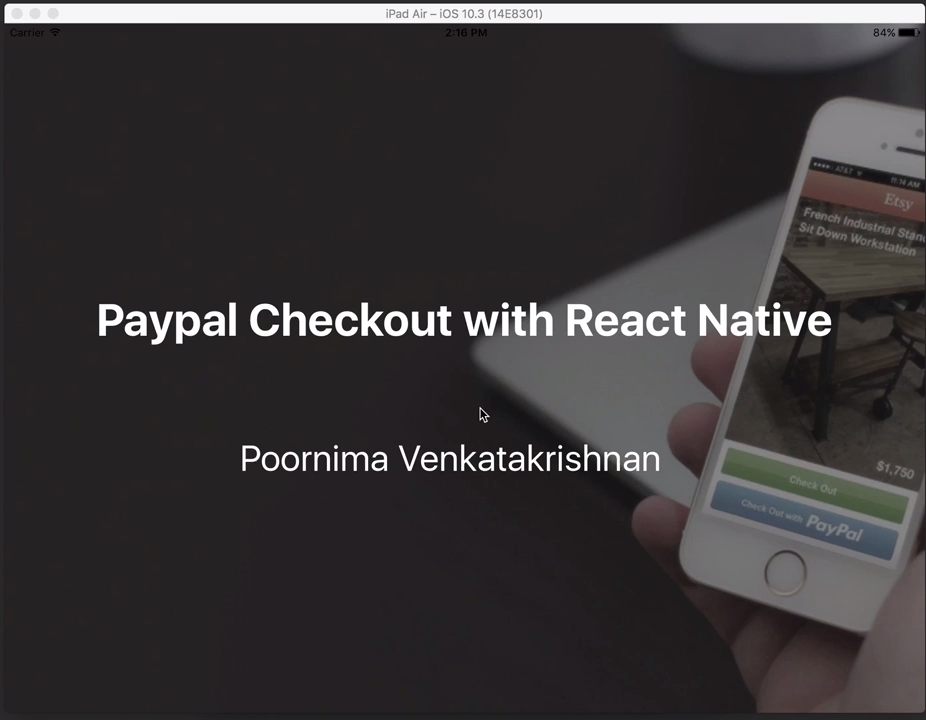 iPad Air – iOS 10.3 (14E8301)
Carrier 2:16 PM 84%
AT&T 11:14 AM
Etsy
French Industrial Stan
Sit Down Workstation
Paypal Checkout with React Native
Poornima Venkatakrishnan
$1,750
Check Out
Check Out with PayPal